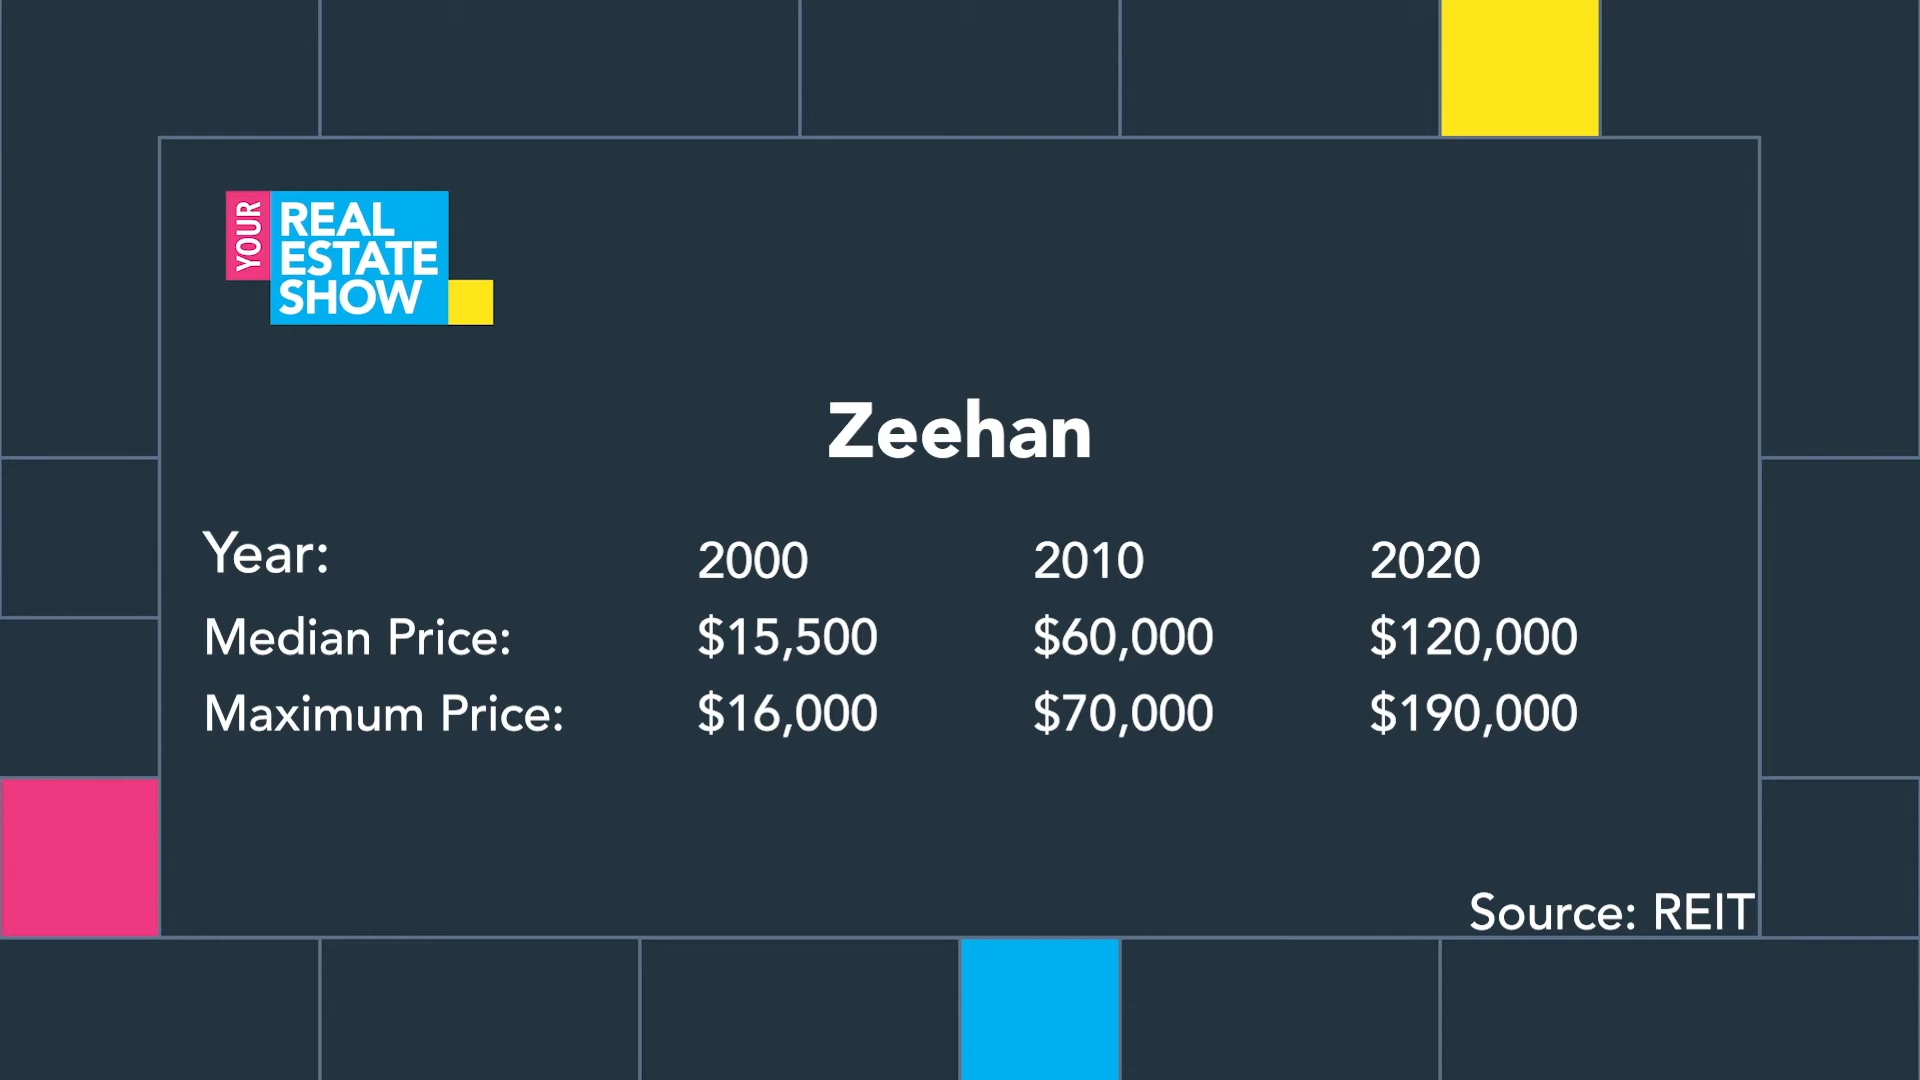 YOUR
REAL
ESTATE
SHOW
Zeehan
Year: 2000 2010 2020
Median Price: $15,500 $60,000 $120,000
Maximum Price: $16,000 $70,000 $190,000
Source: REIT